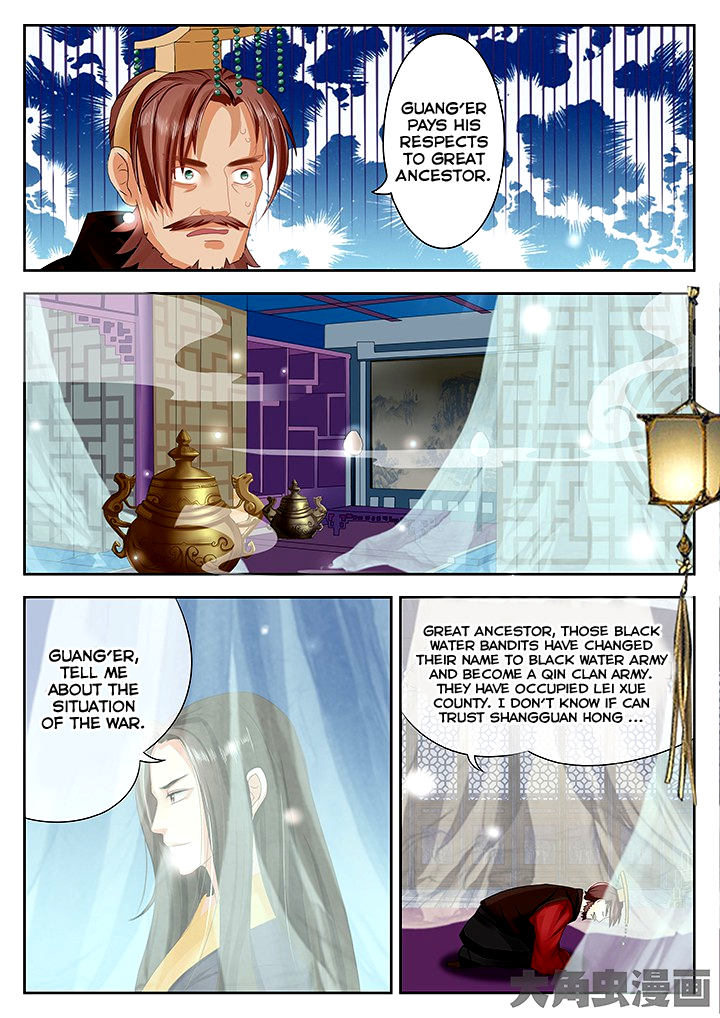 GUANG'ER
PAYS HIS
RESPECTS
TO GREAT
ANCESTOR.
GUANG'ER,
TELL ME
ABOUT THE
SITUATION
OF THE WAR.
GREAT ANCESTOR, THOSE BLACK
WATER BANDITS HAVE CHANGED
THEIR NAME TO BLACK WATER ARMY
AND BECOME A QIN CLAN ARMY.
THEY HAVE OCCUPIED LEI XUE
COUNTY. I DON'T KNOW IF CAN
TRUST SHANGGUAN HONG ...
大角虫漫画